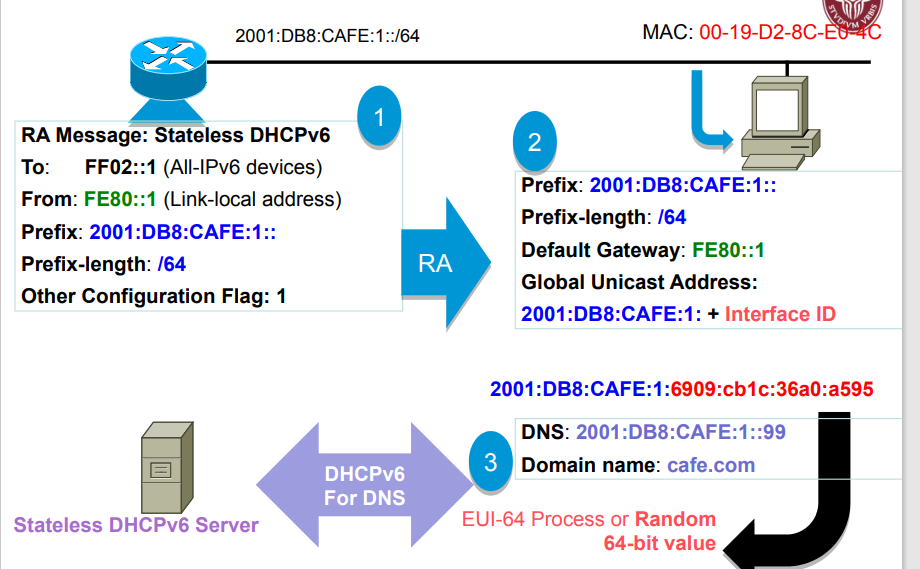 2001:DB8:CAFE:1::/64
MAC: 00-19-D2-8C-E0-4C
STVDIVM VRBIS
1
RA Message: Stateless DHCPv6
To: FF02::1 (All-IPv6 devices)
From: FE80::1 (Link-local address)
Prefix: 2001:DB8:CAFE:1::
Prefix-length: /64
Other Configuration Flag: 1
RA
2
Prefix: 2001:DB8:CAFE:1::
Prefix-length: /64
Default Gateway: FE80::1
Global Unicast Address:
2001:DB8:CAFE:1: + Interface ID
2001:DB8:CAFE:1:6909:cb1c:36a0:a595
DNS: 2001:DB8:CAFE:1::99
Domain name: cafe.com
3
DHCPv6
For DNS
Stateless DHCPv6 Server
EUI-64 Process or Random
64-bit value